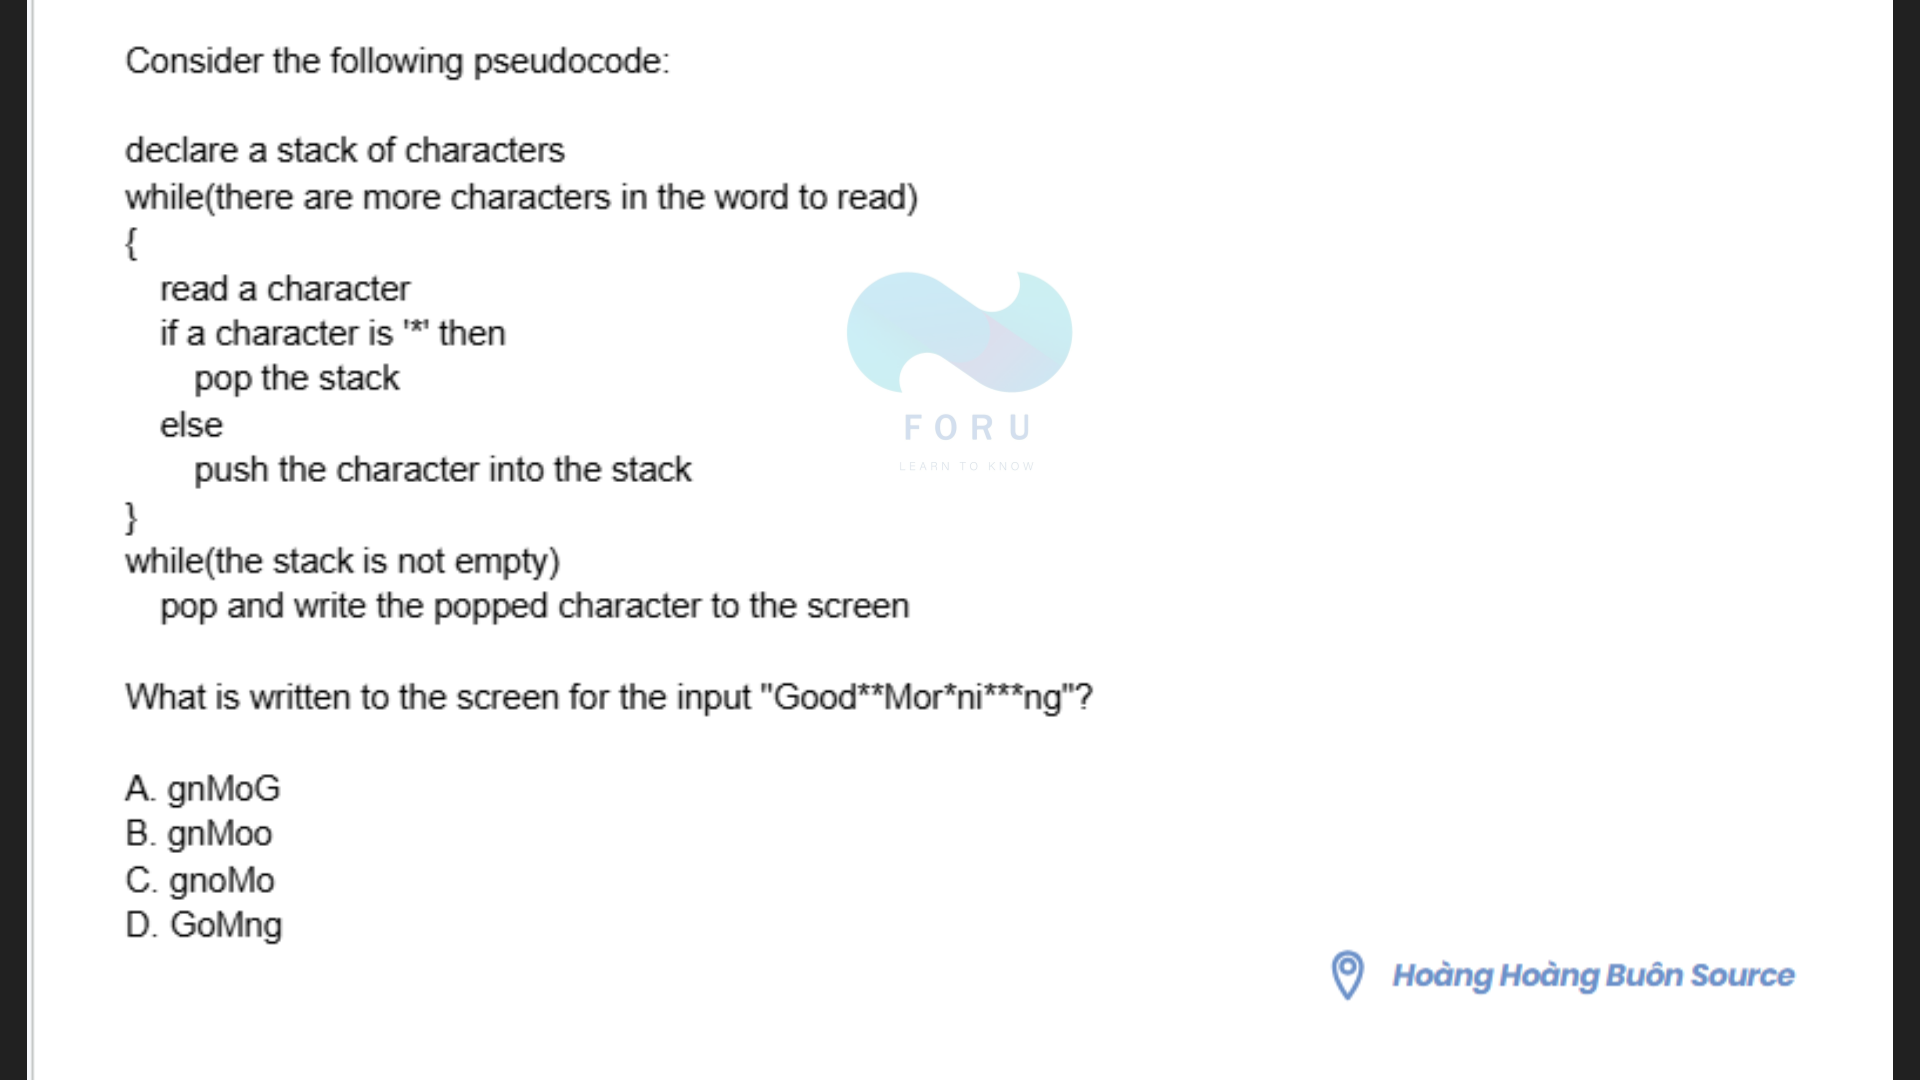 Consider the following pseudocode:
declare a stack of characters
while(there are more characters in the word to read)
{
read a character
if a character is '*' then
pop the stack
else
push the character into the stack
}
while(the stack is not empty)
pop and write the popped character to the screen
What is written to the screen for the input "Good**Mor*ni***ng"?
A. gnMoG
B. gnMoo
C. gnoMo
D. GoMng
FORU
LEARN TO KNOW
Hoàng Hoàng Buôn Source